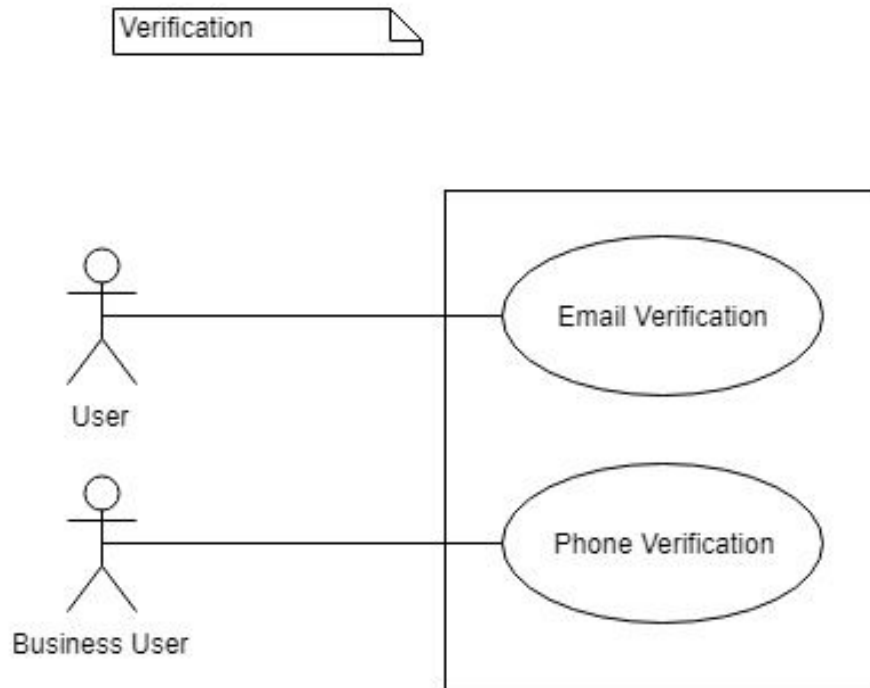 Verification
Email Verification
User
Phone Verification
Business User